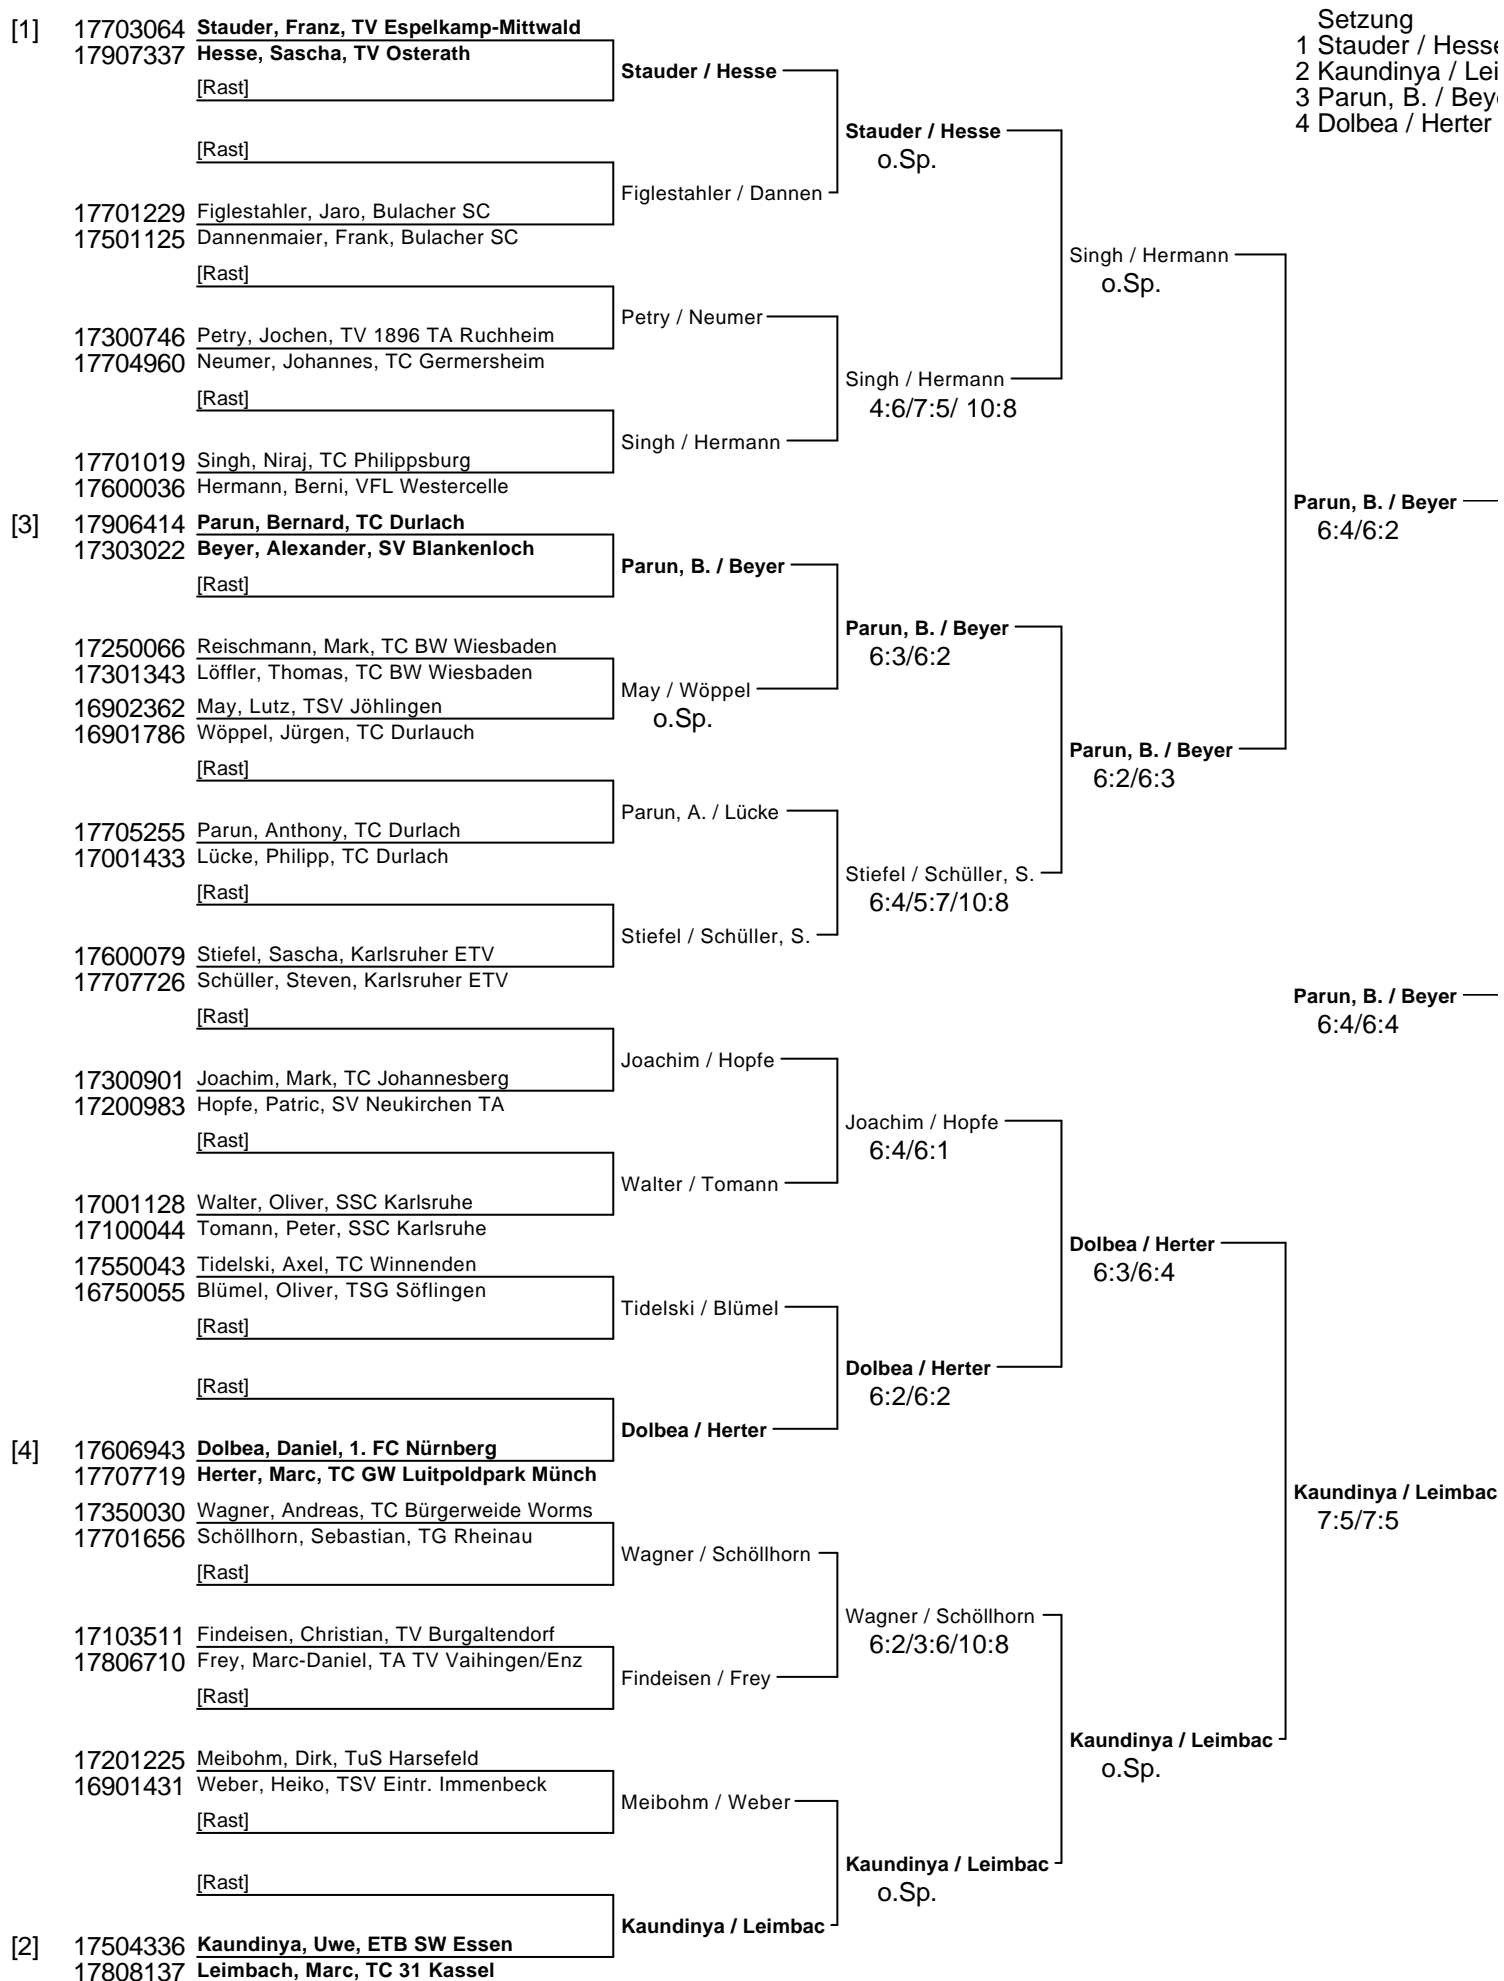 Setzung
1 Stauder / Hesse
2 Kaundinya / Lei
3 Parun, B. / Beye
4 Dolbea / Herter
[1] 17703064 Stauder, Franz, TV Espelkamp-Mittwald
17907337 Hesse, Sascha, TV Osterath
Stauder / Hesse
[Rast]
Stauder / Hesse
[Rast]
o.Sp.
Figlestahler / Dannen
17701229 Figlestahler, Jaro, Bulacher SC
17501125 Dannenmaier, Frank, Bulacher SC
Singh / Hermann
[Rast]
o.Sp.
Petry / Neumer
17300746 Petry, Jochen, TV 1896 TA Ruchheim
17704960 Neumer, Johannes, TC Germersheim
Singh / Hermann
[Rast]
4:6/7:5/ 10:8
Singh / Hermann
17701019 Singh, Niraj, TC Philippsburg
17600036 Hermann, Berni, VFL Westercelle
Parun, B. / Beyer
[3] 17906414 Parun, Bernard, TC Durlach
6:4/6:2
17303022 Beyer, Alexander, SV Blankenloch
Parun, B. / Beyer
[Rast]
Parun, B. / Beyer
17250066 Reischmann, Mark, TC BW Wiesbaden
6:3/6:2
17301343 Löffler, Thomas, TC BW Wiesbaden
May / Wöppel
16902362 May, Lutz, TSV Jöhlingen
o.Sp.
16901786 Wöppel, Jürgen, TC Durlauch
Parun, B. / Beyer
[Rast]
6:2/6:3
Parun, A. / Lücke
17705255 Parun, Anthony, TC Durlach
17001433 Lücke, Philipp, TC Durlach
Stiefel / Schüller, S.
[Rast]
6:4/5:7/10:8
Stiefel / Schüller, S.
17600079 Stiefel, Sascha, Karlsruher ETV
17707726 Schüller, Steven, Karlsruher ETV
Parun, B. / Beyer
[Rast]
6:4/6:4
Joachim / Hopfe
17300901 Joachim, Mark, TC Johannesberg
17200983 Hopfe, Patric, SV Neukirchen TA
Joachim / Hopfe
[Rast]
6:4/6:1
Walter / Tomann
17001128 Walter, Oliver, SSC Karlsruhe
17100044 Tomann, Peter, SSC Karlsruhe
Dolbea / Herter
17550043 Tidelski, Axel, TC Winnenden
6:3/6:4
16750055 Blümel, Oliver, TSG Söflingen
Tidelski / Blümel
[Rast]
Dolbea / Herter
[Rast]
6:2/6:2
Dolbea / Herter
[4] 17606943 Dolbea, Daniel, 1. FC Nürnberg
17707719 Herter, Marc, TC GW Luitpoldpark Münch
Kaundinya / Leimbac
17350030 Wagner, Andreas, TC Bürgerweide Worms
7:5/7:5
17701656 Schöllhorn, Sebastian, TG Rheinau
Wagner / Schöllhorn
[Rast]
Wagner / Schöllhorn
17103511 Findeisen, Christian, TV Burgaltendorf
6:2/3:6/10:8
17806710 Frey, Marc-Daniel, TA TV Vaihingen/Enz
Findeisen / Frey
[Rast]
Kaundinya / Leimbac
17201225 Meibohm, Dirk, TuS Harsefeld
o.Sp.
16901431 Weber, Heiko, TSV Eintr. Immenbeck
Meibohm / Weber
[Rast]
Kaundinya / Leimbac
[Rast]
o.Sp.
Kaundinya / Leimbac
[2] 17504336 Kaundinya, Uwe, ETB SW Essen
17808137 Leimbach, Marc, TC 31 Kassel